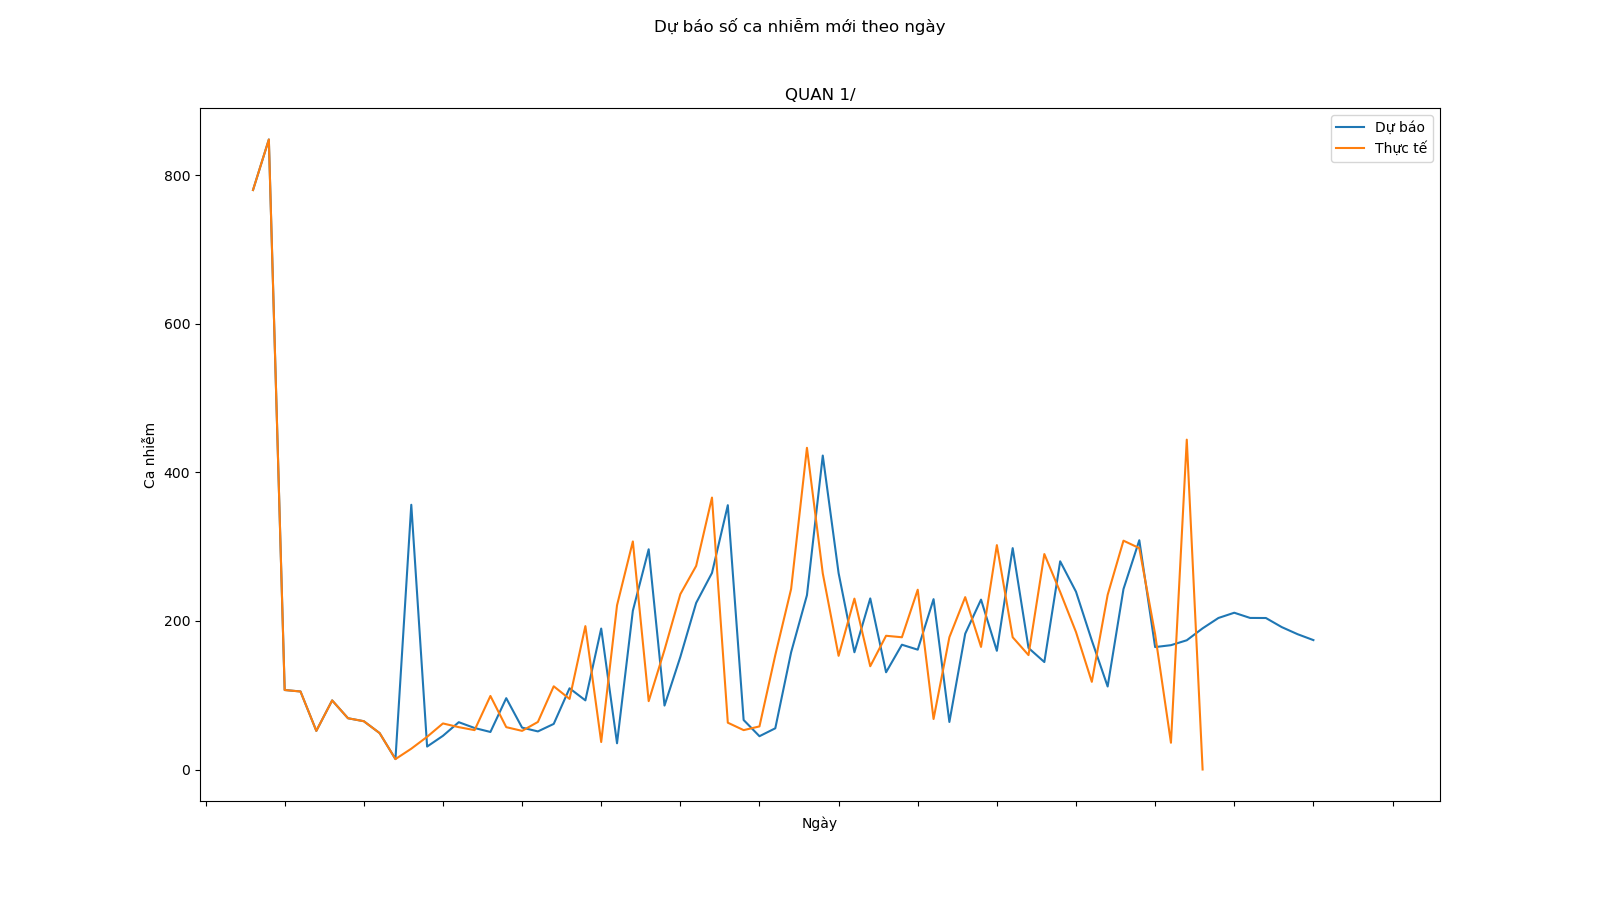 Dự báo số ca nhiễm mới theo ngày
QUAN 1/
Dự báo
Thực tế
800
600
400
200
0
Ca nhiễm
Ngày